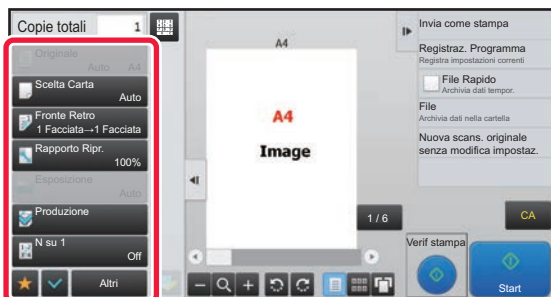 Copie totali 1
Originale
Auto A4
Scelta Carta
Auto
Fronte Retro
1 Facciata→1 Facciata
Rapporto Ripr.
100%
Esposizione
Auto
Produzione
N su 1
Off
Altri
A4
A4
Image
1 / 6
Invia come stampa
Registraz. Programma
Registra impostazioni correnti
File Rapido
Archivia dati tempor.
File
Archivia dati nella cartella
Nuova scans. originale
senza modifica impostaz.
CA
Verif stampa
Start